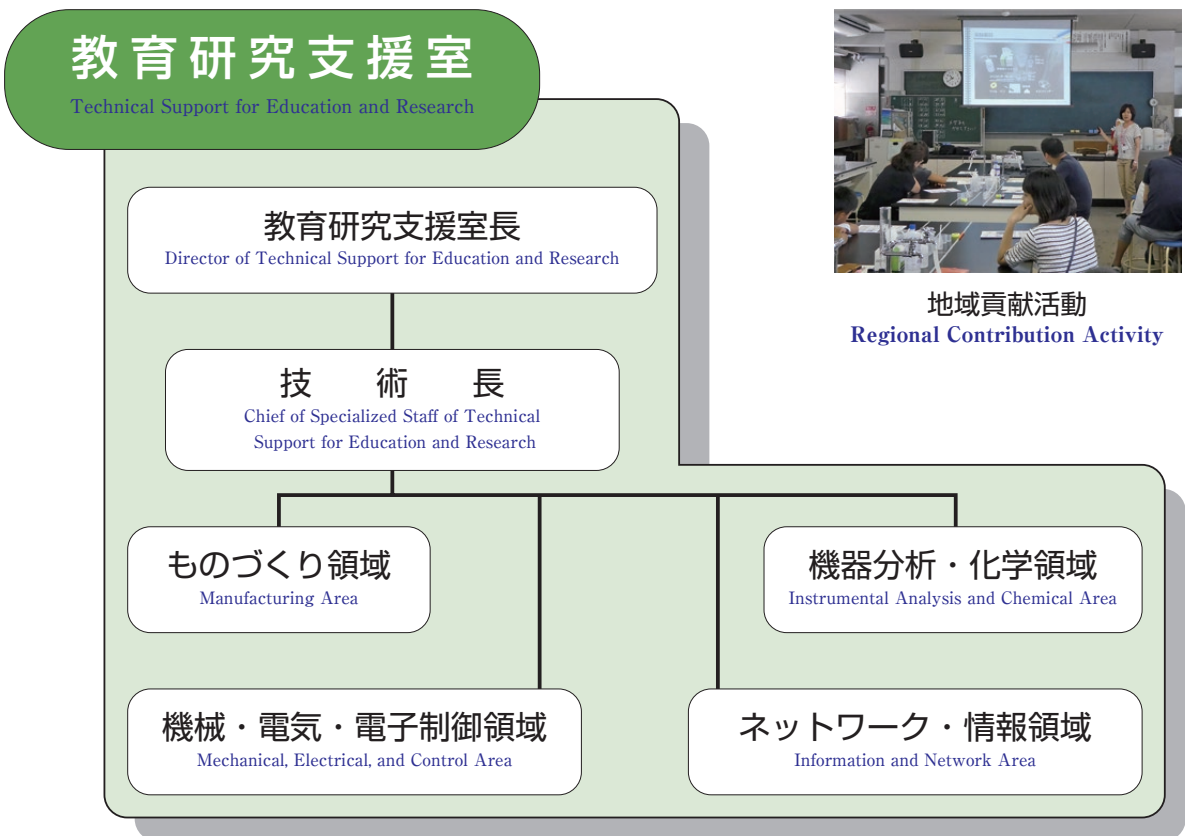 教育研究支援室
Technical Support for Education and Research
教育研究支援室長
Director of Technical Support for Education and Research
技術長
Chief of Specialized Staff of Technical
Support for Education and Research
ものづくり領域
Manufacturing Area
機器分析・化学領域
Instrumental Analysis and Chemical Area
機械・電気・電子制御領域
Mechanical, Electrical, and Control Area
ネットワーク・情報領域
Information and Network Area
地域貢献活動
Regional Contribution Activity